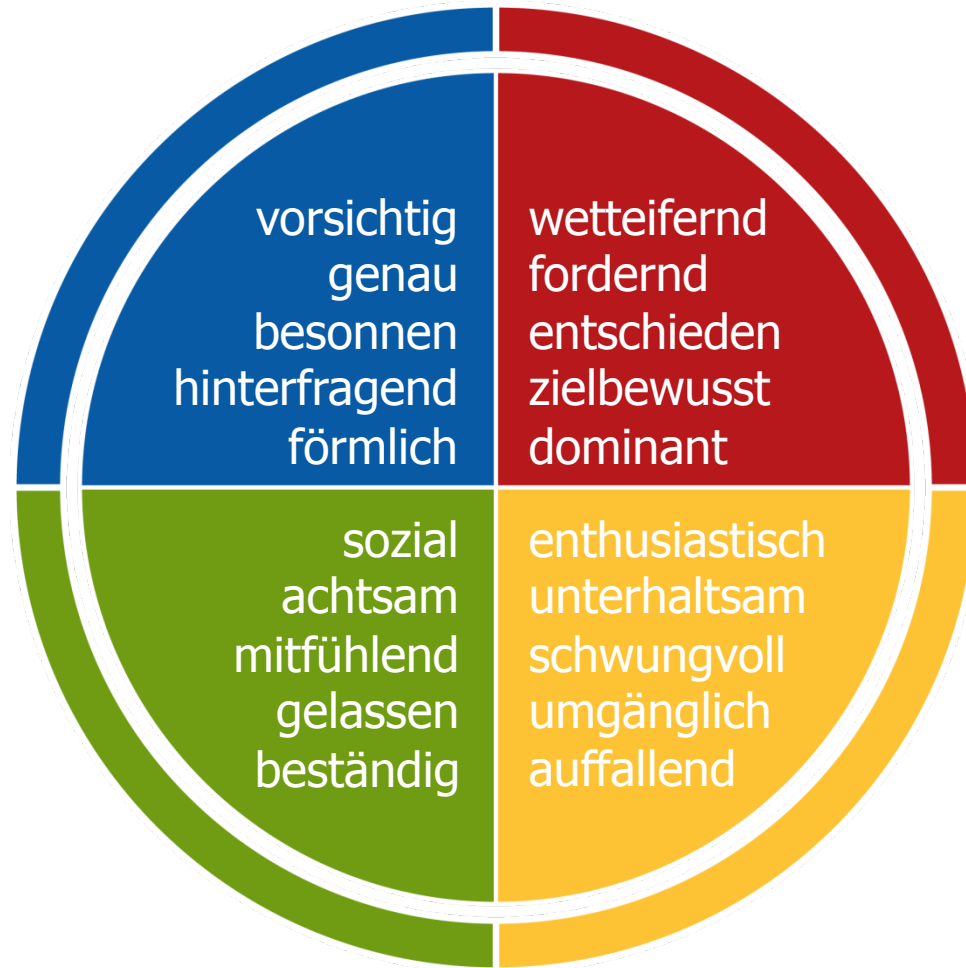 vorsichtig
genau
besonnen
hinterfragend
förmlich
wetteifernd
fordernd
entschieden
zielbewusst
dominant
sozial
achtsam
mitfühlend
gelassen
beständig
enthusiastisch
unterhaltsam
schwungvoll
umgänglich
auffallend